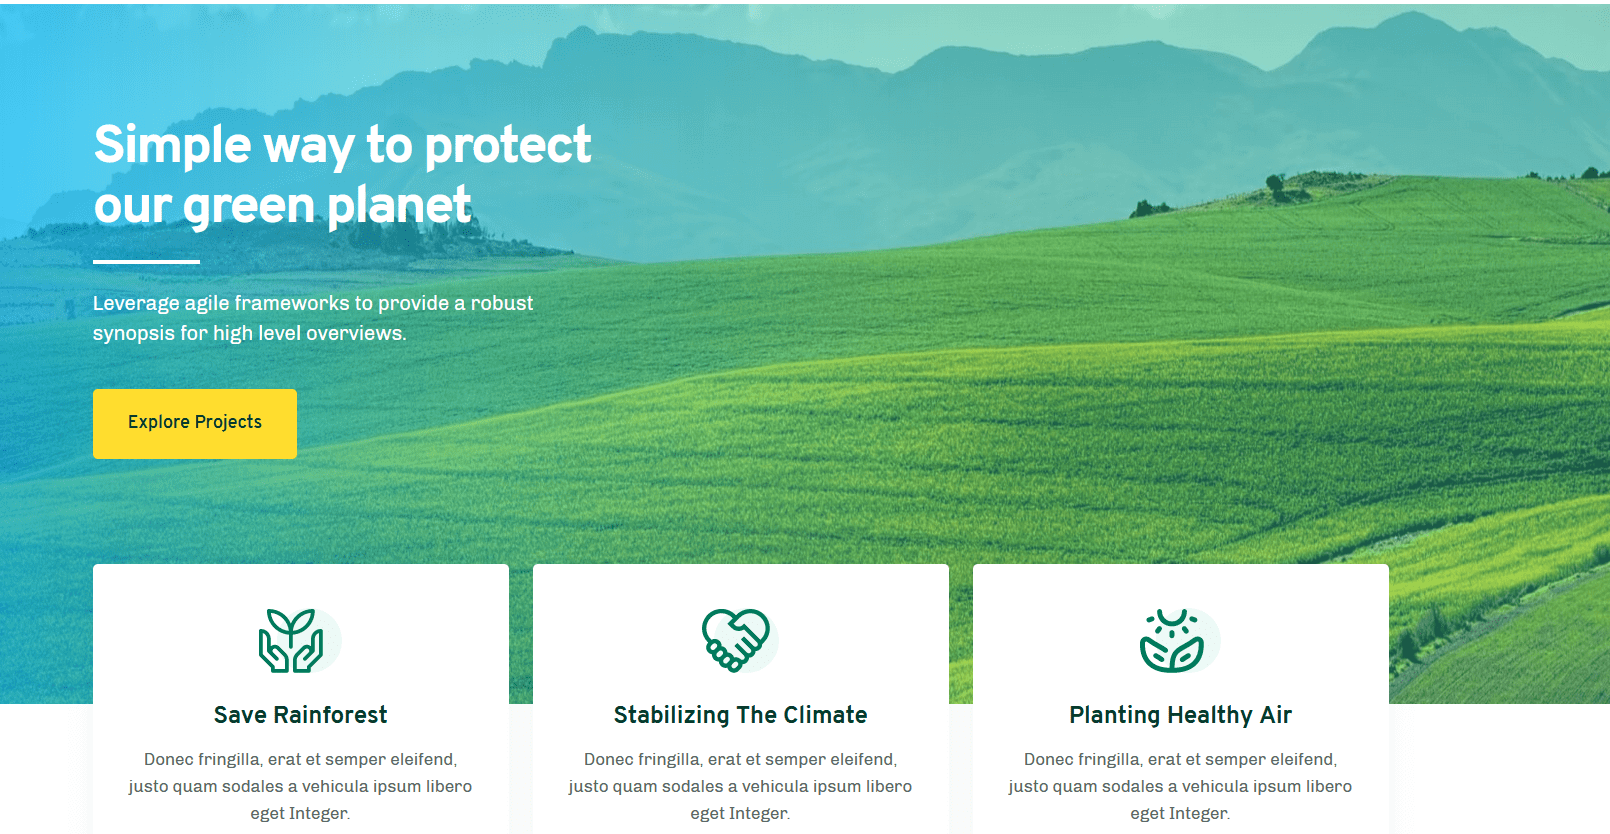 Simple way to protect
our green planet
Leverage agile frameworks to provide a robust
synopsis for high level overviews.
Explore Projects
Save Rainforest
Donec fringilla, erat et semper eleifend,
justo quam sodales a vehicula ipsum libero
eget Integer.
Stabilizing The Climate
Donec fringilla, erat et semper eleifend,
justo quam sodales a vehicula ipsum libero
eget Integer.
Planting Healthy Air
Donec fringilla, erat et semper eleifend,
justo quam sodales a vehicula ipsum libero
eget Integer.